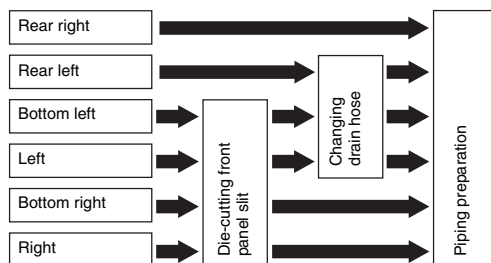 Rear right
Rear left
Bottom left
Left
Bottom right
Right
Die-cutting front
panel slit
Changing
drain hose
Piping preparation